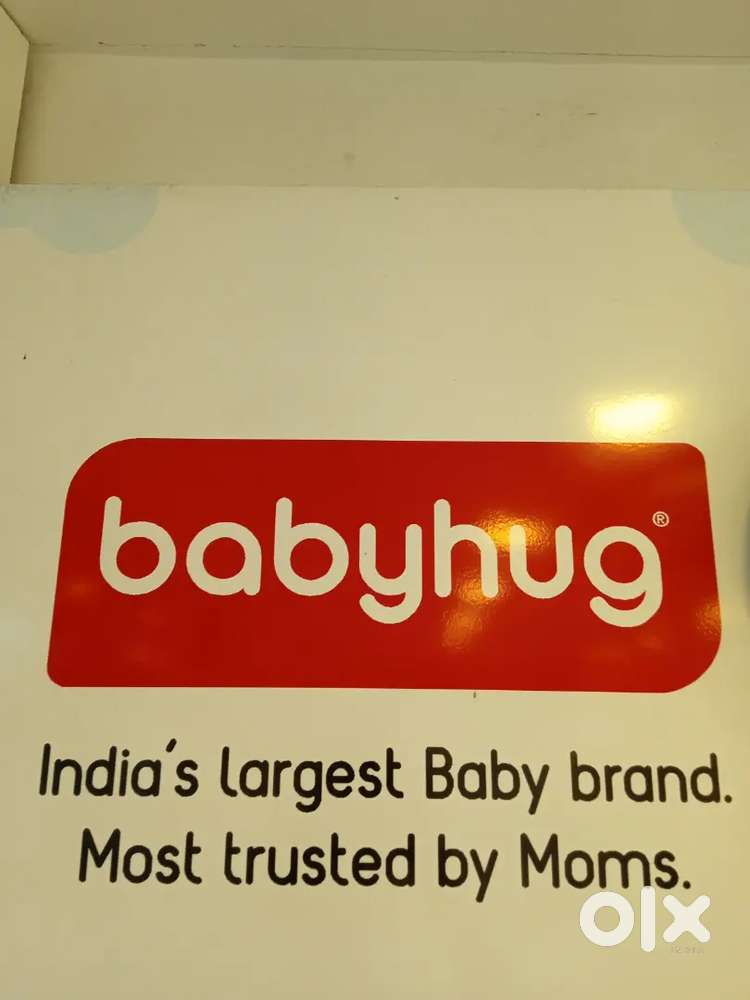 babyhug®
India's largest Baby brand.
Most trusted by Moms.
olx